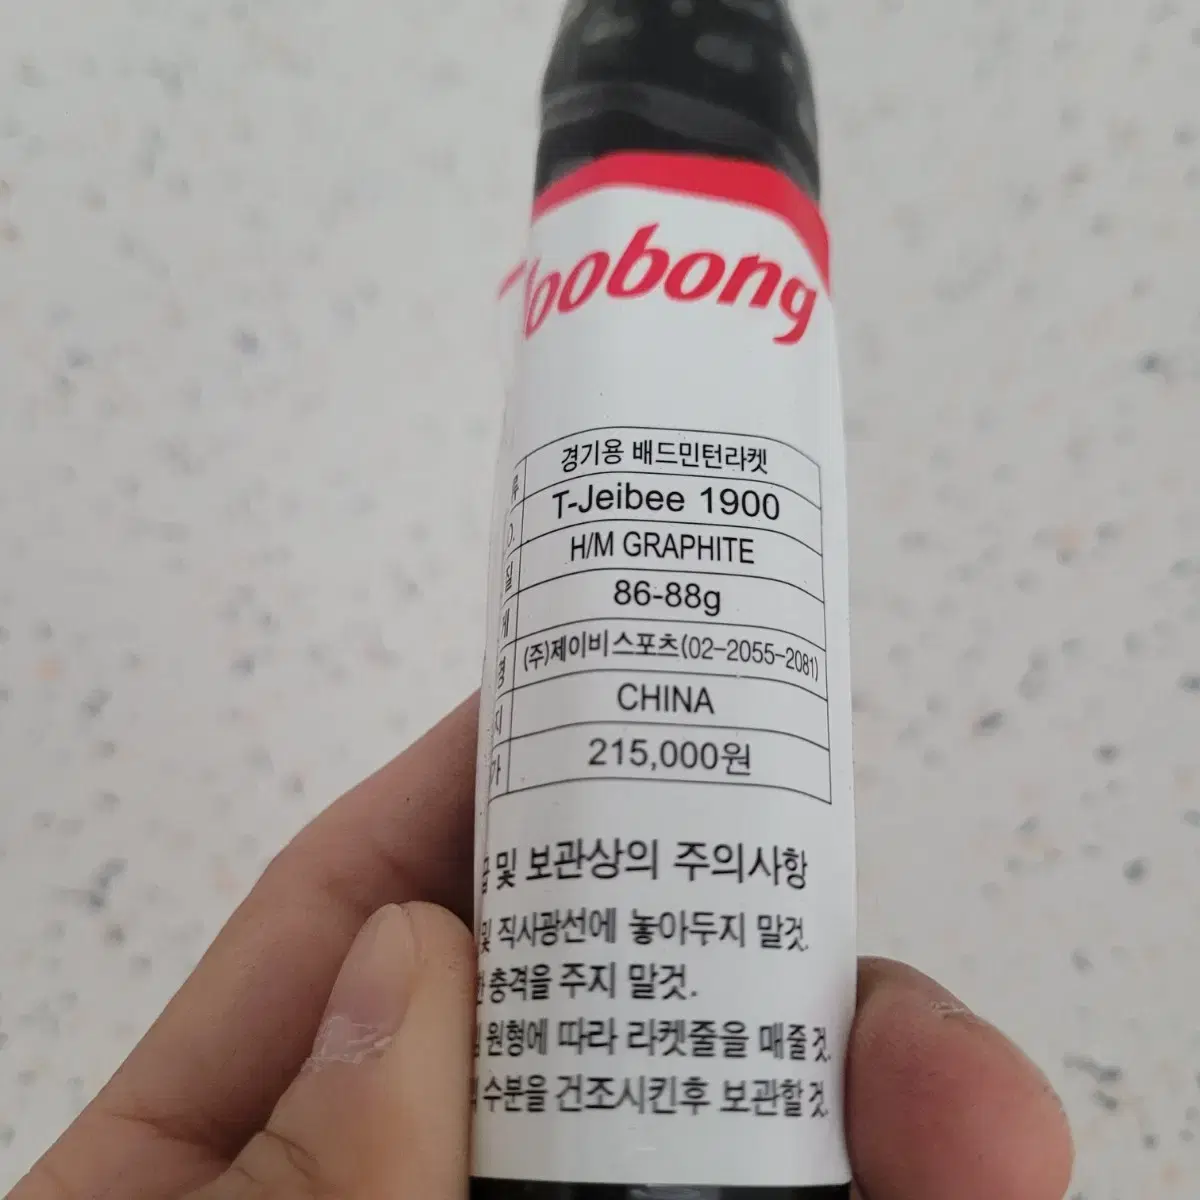 Joobong
류 경기용 배드민턴라켓
T-Jeibee 1900
H/M GRAPHITE
86-88g
(주)제이비스포츠(02-2055-2081)
지 CHINA
가 215,000원
및 보관상의 주의사항
및 직사광선에 놓아두지 말것.
충격을 주지 말것.
원형에 따라 라켓줄을 매줄것.
수분을 건조시킨후 보관할것.